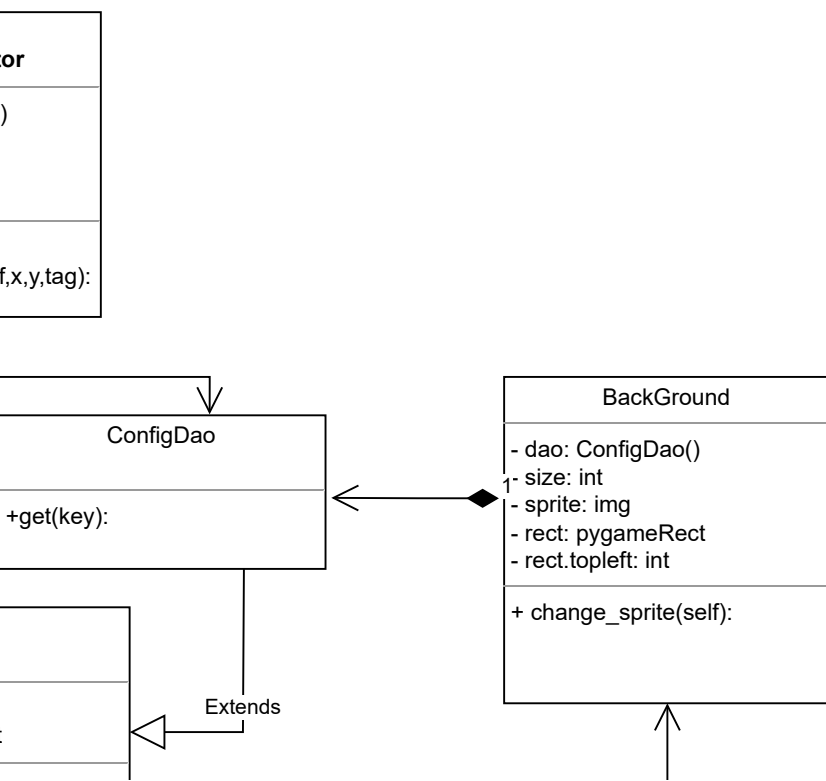 tor
)
f,x,y,tag):
ConfigDao
+get(key):
BackGround
- dao: ConfigDao()
- size: int
- sprite: img
- rect: pygameRect
- rect.topleft: int
1
+ change_sprite(self):
Extends